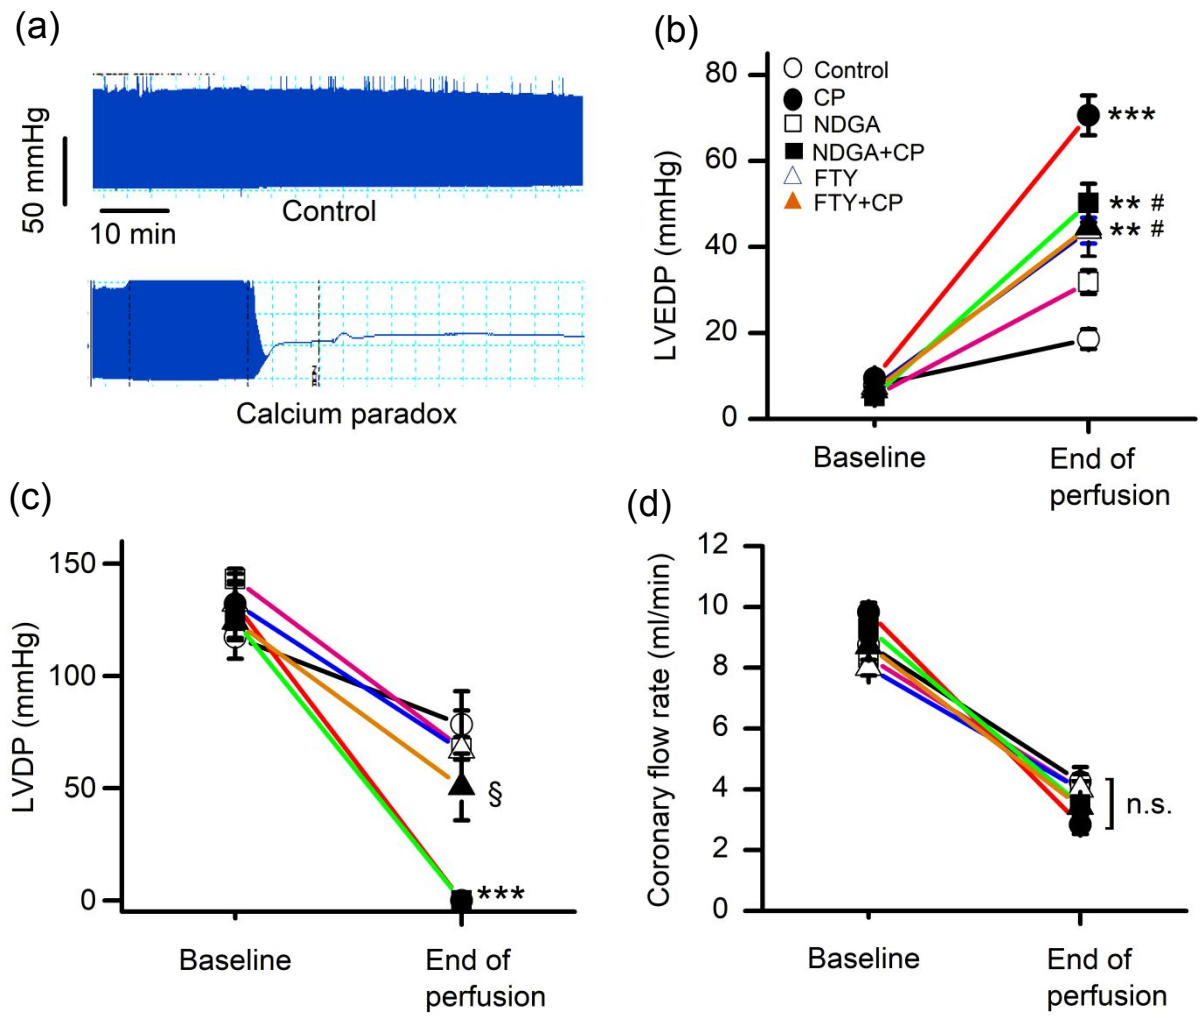 (a)
50 mmHg
10 min
Control
Calcium paradox
(b)
LVEDP (mmHg)
80
60
40
20
0
Control
CP
NDGA
NDGA+CP
FTY
FTY+CP
***
** #
** #
Baseline
End of
perfusion
(c)
LVDP (mmHg)
150
100
50
0
§
***
Baseline
End of
perfusion
(d)
Coronary flow rate (ml/min)
12
10
8
6
4
2
0
n.s.
Baseline
End of
perfusion